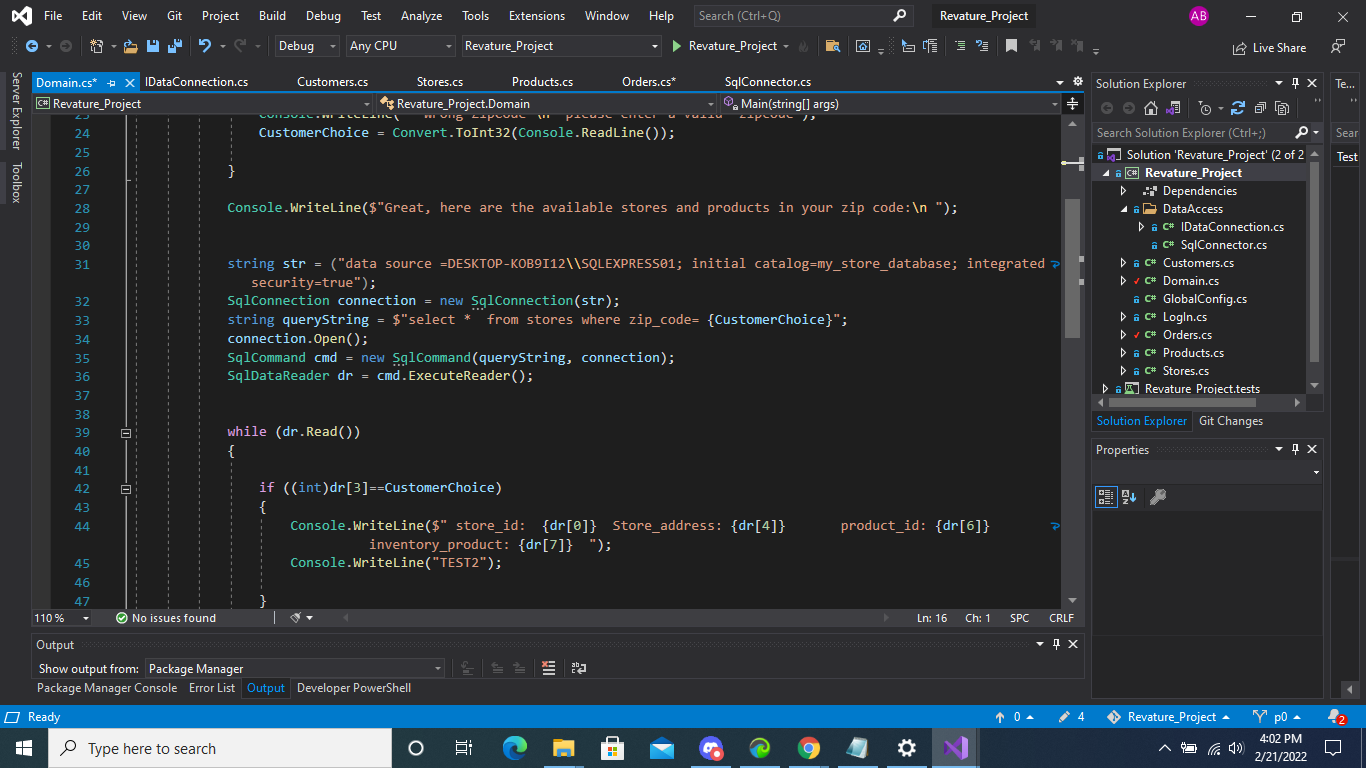 File Edit View Git Project Build Debug Test Analyze Tools Extensions Window Help Search (Ctrl+Q) Revature_Project AB
Debug Any CPU Revature_Project Revature_Project Live Share
Server Explorer
Toolbox
Domain.cs* IDataConnection.cs Customers.cs Stores.cs Products.cs Orders.cs* SqlConnector.cs
Revature_Project Revature_Project.Domain Main(string[] args)
24 CustomerChoice = Convert.ToInt32(Console.ReadLine());
25
26 }
27
28 Console.WriteLine($"Great, here are the available stores and products in your zip code:\n ");
29
30
31 string str = ("data source =DESKTOP-KOB9I12\\SQLEXPRESS01; initial catalog=my_store_database; integrated
security=true");
32 SqlConnection connection = new SqlConnection(str);
33 string queryString = $"select *  from stores where zip_code= {CustomerChoice}";
34 connection.Open();
35 SqlCommand cmd = new SqlCommand(queryString, connection);
36 SqlDataReader dr = cmd.ExecuteReader();
37
38
39 while (dr.Read())
40 {
41
42 if ((int)dr[3]==CustomerChoice)
43 {
44 Console.WriteLine($" store_id:  {dr[0]}  Store_address: {dr[4]}       product_id: {dr[6]}
inventory_product: {dr[7]}  ");
45 Console.WriteLine("TEST2");
46
47 }
110 % No issues found Ln: 16 Ch: 1 SPC CRLF
Output
Show output from: Package Manager
Package Manager Console Error List Output Developer PowerShell
Solution Explorer
Search Solution Explorer (Ctrl+;)
Solution 'Revature_Project' (2 of 2
Revature_Project
Dependencies
DataAccess
IDataConnection.cs
SqlConnector.cs
Customers.cs
Domain.cs
GlobalConfig.cs
LogIn.cs
Orders.cs
Products.cs
Stores.cs
Revature_Project.tests
Solution Explorer Git Changes
Properties
Te...
Sear
Test
Ready 0 4 Revature_Project p0 2
Type here to search
4:02 PM
2/21/2022